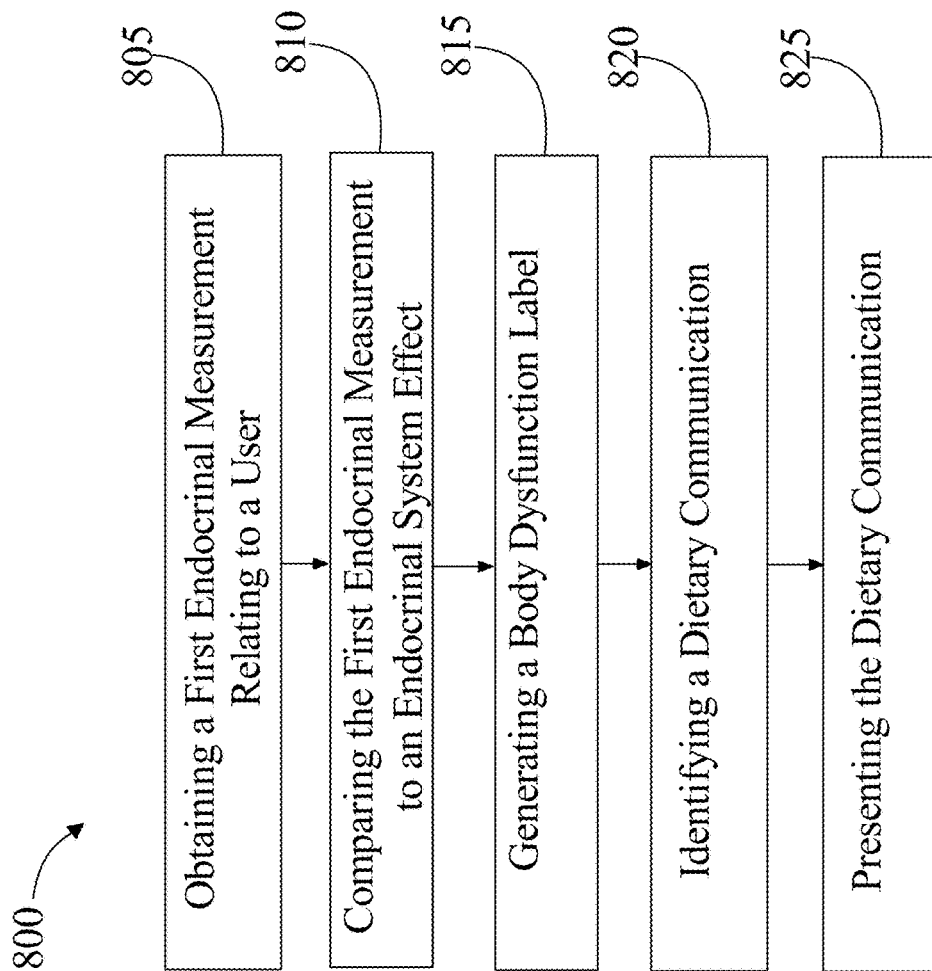 800
Obtaining a First Endocrinal Measurement
Relating to a User
805
Comparing the First Endocrinal Measurement
to an Endocrinal System Effect
810
Generating a Body Dysfunction Label
815
Identifying a Dietary Communication
820
Presenting the Dietary Communication
825